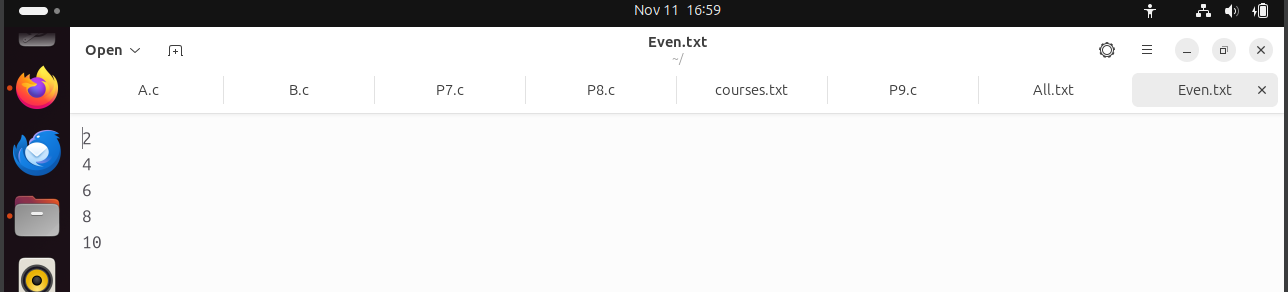 Nov 11 16:59
Open
Even.txt
~/
A.c B.c P7.c P8.c courses.txt P9.c All.txt Even.txt
2
4
6
8
10